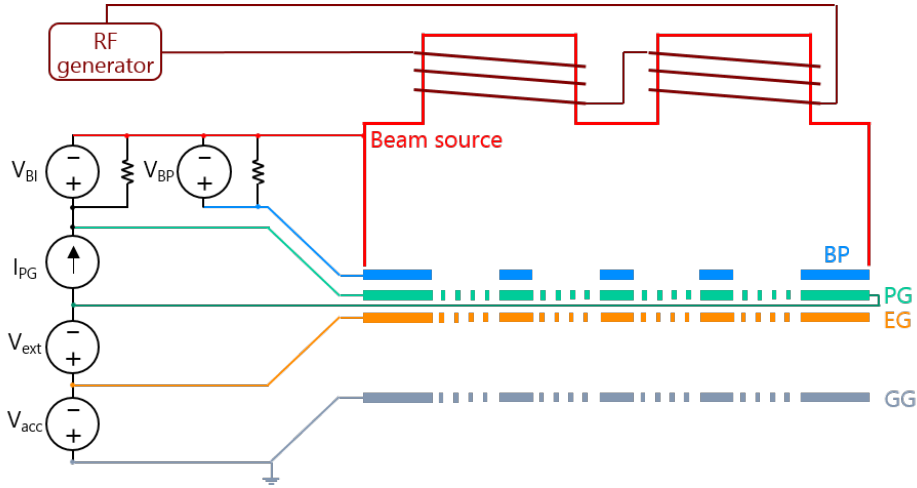 RF
generator
Beam source
VBI
VBP
IPG
Vext
Vacc
BP
PG
EG
GG
−
+
−
+
−
+
−
+